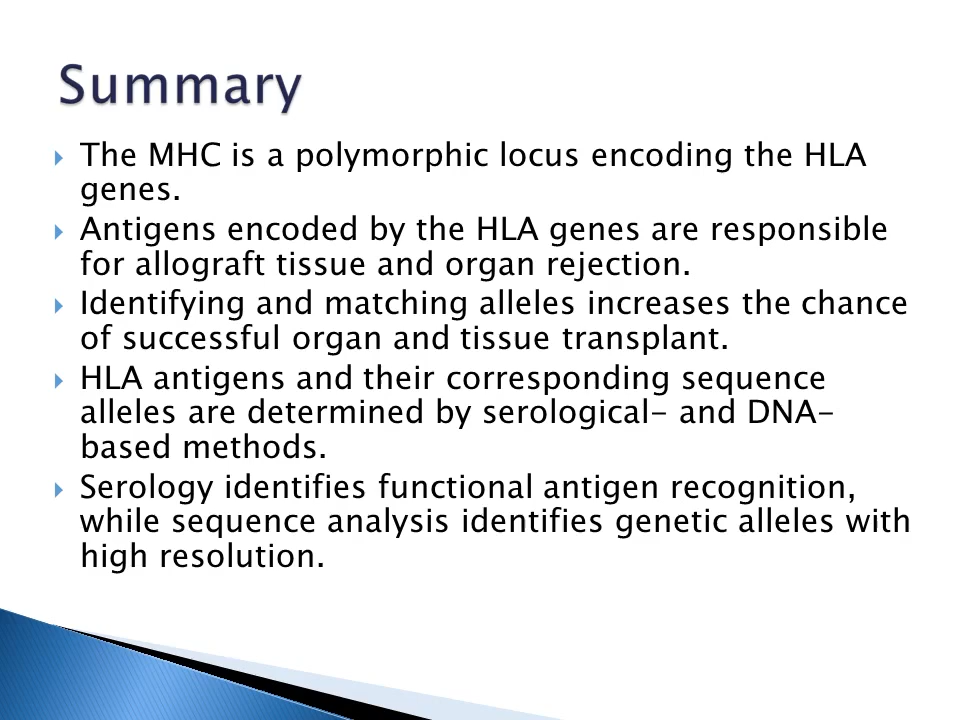 Summary
The MHC is a polymorphic locus encoding the HLA
genes.
Antigens encoded by the HLA genes are responsible
for allograft tissue and organ rejection.
Identifying and matching alleles increases the chance
of successful organ and tissue transplant.
HLA antigens and their corresponding sequence
alleles are determined by serological- and DNA-
based methods.
Serology identifies functional antigen recognition,
while sequence analysis identifies genetic alleles with
high resolution.